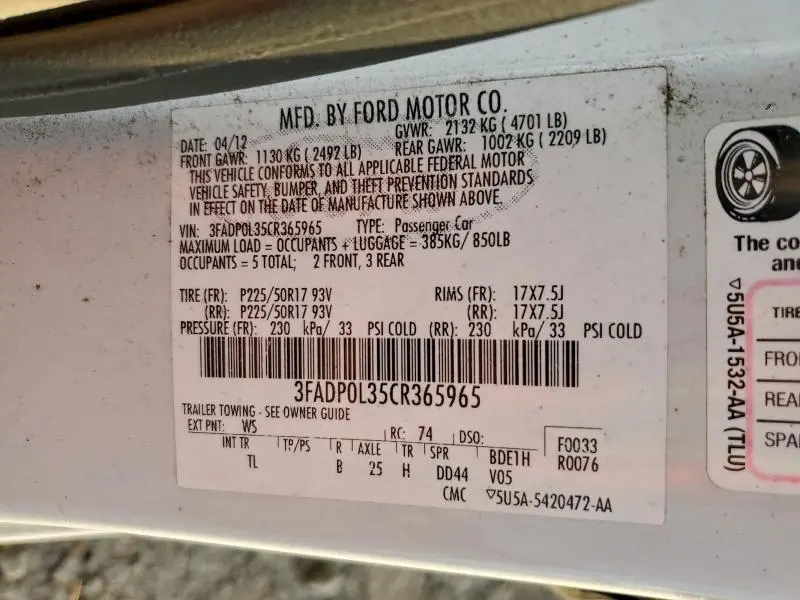 MFD. BY FORD MOTOR CO.
DATE: 04/12 GVWR: 2132 KG ( 4701 LB)
FRONT GAWR: 1130 KG ( 2492 LB) REAR GAWR: 1002 KG ( 2209 LB)
THIS VEHICLE CONFORMS TO ALL APPLICABLE FEDERAL MOTOR
VEHICLE SAFETY, BUMPER, AND THEFT PREVENTION STANDARDS
IN EFFECT ON THE DATE OF MANUFACTURE SHOWN ABOVE.
VIN: 3FADP0L35CR365965 TYPE: Passenger Car
MAXIMUM LOAD = OCCUPANTS + LUGGAGE = 385KG/ 850LB
OCCUPANTS = 5 TOTAL; 2 FRONT, 3 REAR
TIRE (FR): P225/50R17 93V RIMS (FR): 17X7.5J
(RR): P225/50R17 93V (RR): 17X7.5J
PRESSURE (FR): 230 kPa/ 33 PSI COLD (RR): 230 kPa/ 33 PSI COLD
3FADP0L35CR365965
TRAILER TOWING - SEE OWNER GUIDE
EXT PNT: WS RC: 74 DSO: F0033
INT TR TP/PS R AXLE TR SPR BDE1H R0076
TL B 25 H DD44 V05
CMC ▽5U5A-5420472-AA
The co
and
▽5U5A-1532-AA (TLU)
TIRE
FRO
REA
SPA